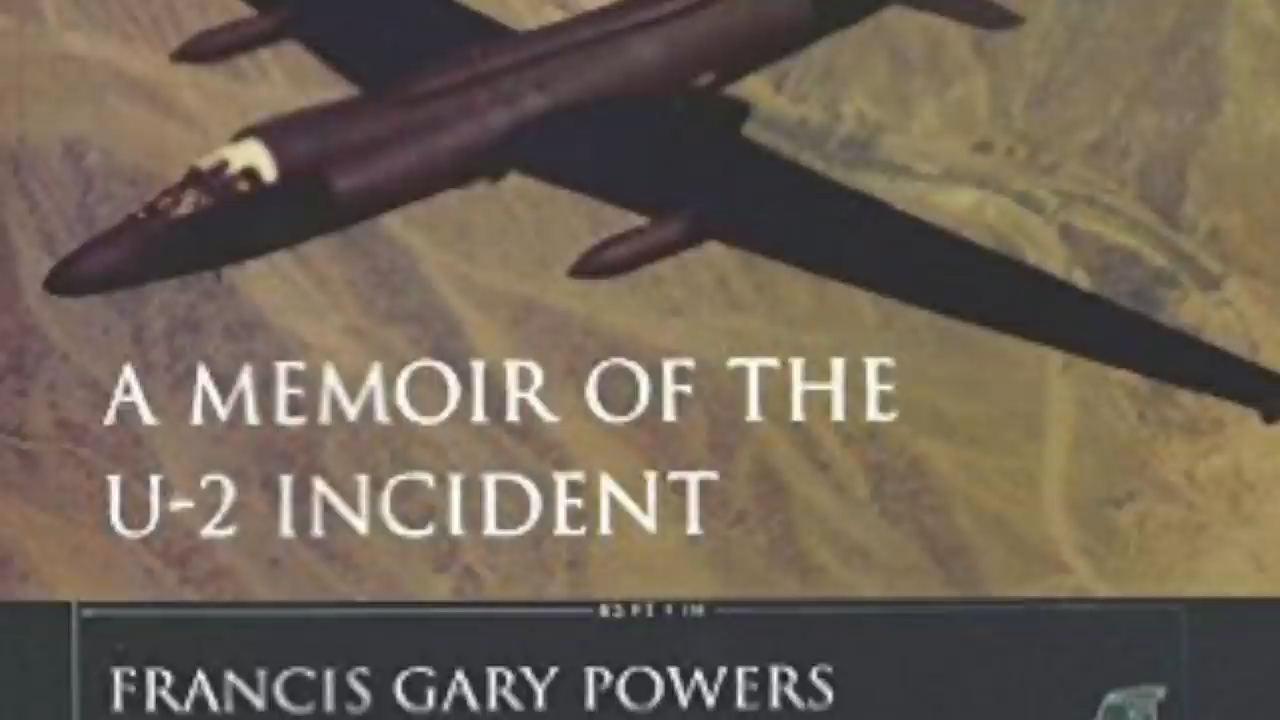 A MEMOIR OF THE
U-2 INCIDENT
FRANCIS GARY POWERS